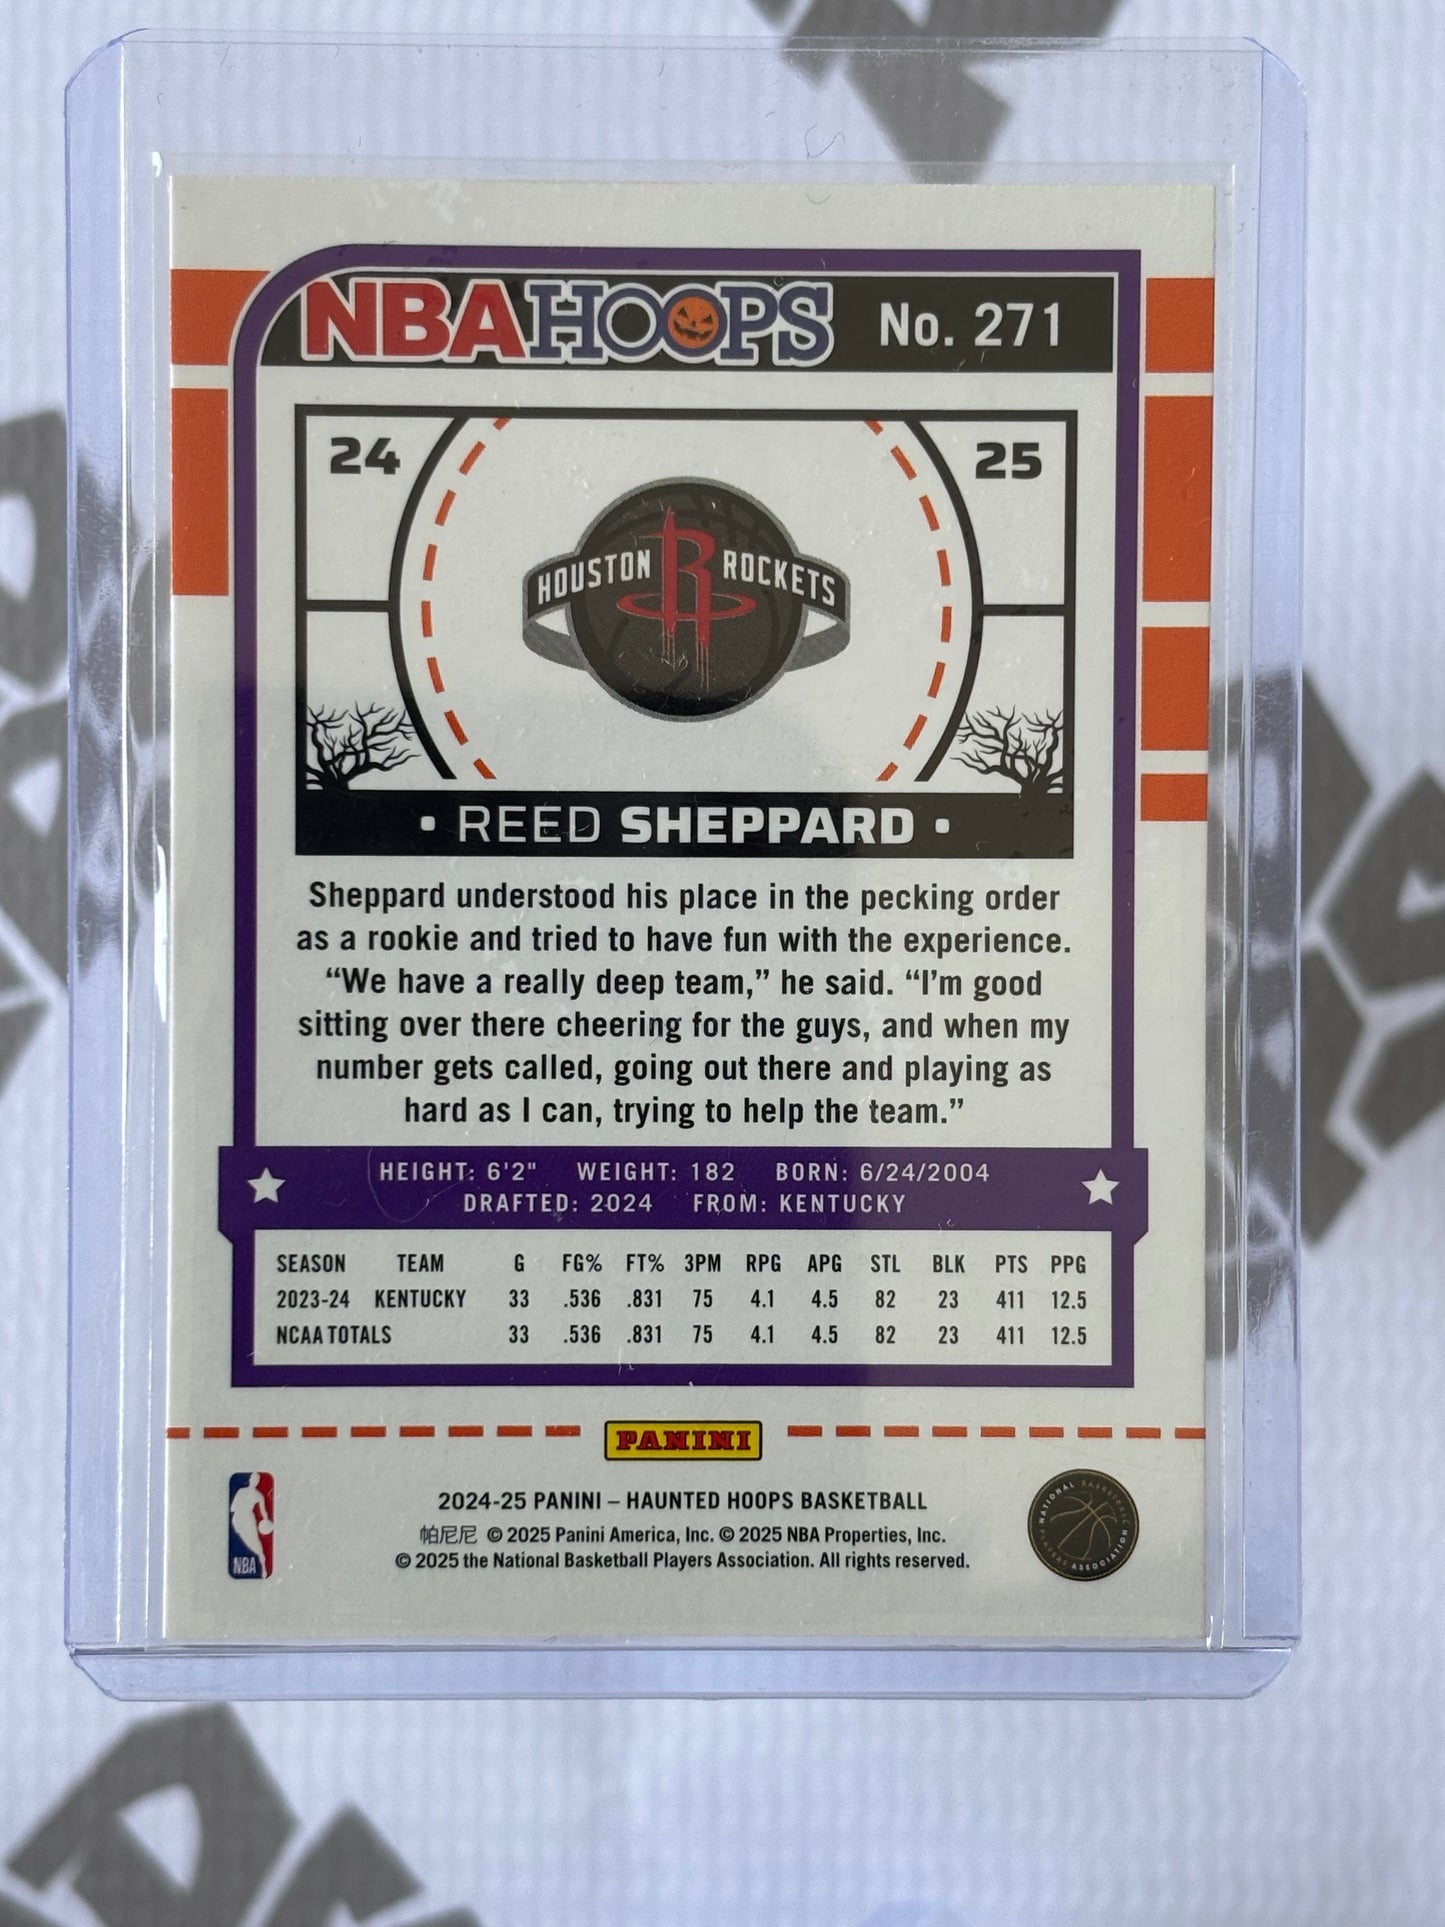 NBA HOOPS No. 271
24 25
HOUSTON R ROCKETS
• REED SHEPPARD •
Sheppard understood his place in the pecking order
as a rookie and tried to have fun with the experience.
“We have a really deep team,” he said. “I’m good
sitting over there cheering for the guys, and when my
number gets called, going out there and playing as
hard as I can, trying to help the team.”
HEIGHT: 6'2" WEIGHT: 182 BORN: 6/24/2004
DRAFTED: 2024 FROM: KENTUCKY
SEASON TEAM G FG% FT% 3PM RPG APG STL BLK PTS PPG
2023-24 KENTUCKY 33 .536 .831 75 4.1 4.5 82 23 411 12.5
NCAA TOTALS 33 .536 .831 75 4.1 4.5 82 23 411 12.5
PANINI
2024-25 PANINI – HAUNTED HOOPS BASKETBALL
帕尼尼 © 2025 Panini America, Inc. © 2025 NBA Properties, Inc.
© 2025 the National Basketball Players Association. All rights reserved.
NBA
NATIONAL BASKETBALL PLAYERS ASSOCIATION